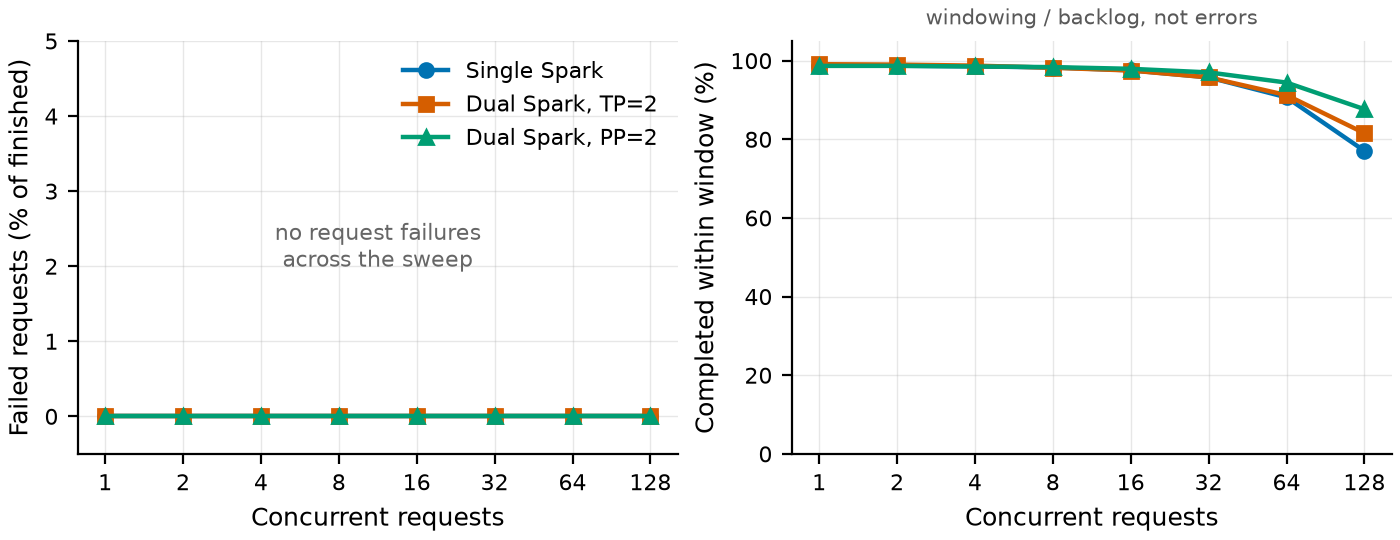 Failed requests (% of finished)
5
4
3
2
1
0
Single Spark
Dual Spark, TP=2
Dual Spark, PP=2
no request failures
across the sweep
1 2 4 8 16 32 64 128
Concurrent requests
windowing / backlog, not errors
Completed within window (%)
100
80
60
40
20
0
1 2 4 8 16 32 64 128
Concurrent requests